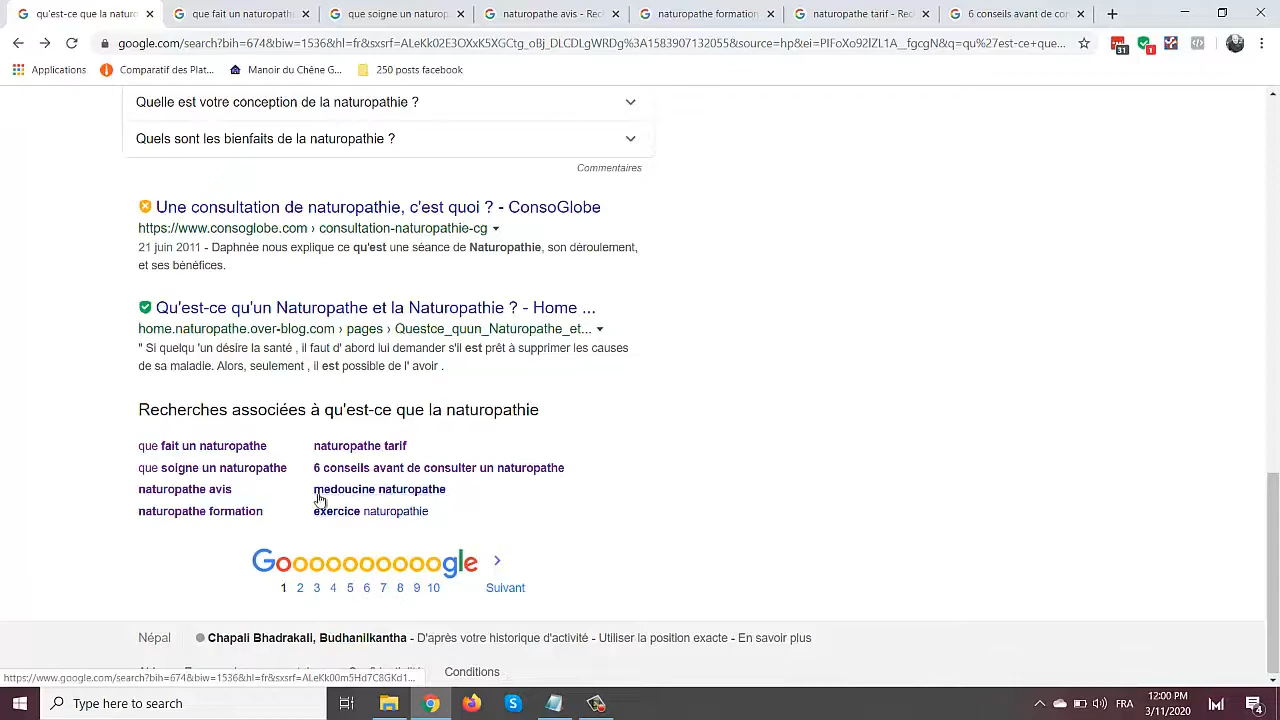 qu'est-ce que la naturo
que fait un naturopathe
que soigne un naturop
naturopathe avis - Rec
naturopathe formation
naturopathe tarif - Rec
6 conseils avant de co
google.com/search?bih=674&biw=1536&hl=fr&sxsrf=
Applications
Comparatif des Plat...
Manoir du Chêne G...
250 posts facebook
31
1
Quelle est votre conception de la naturopathie ?
Quels sont les bienfaits de la naturopathie ?
Commentaires
Une consultation de naturopathie, c'est quoi ? - ConsoGlobe
https://www.consoglobe.com › consultation-naturopathie-cg
21 juin 2011 - Daphnée nous explique ce qu'est une séance de Naturopathie, son déroulement,
et ses bénéfices.
Qu'est-ce qu'un Naturopathe et la Naturopathie ? - Home ...
home.naturopathe.over-blog.com › pages › Questce_quun_Naturopathe_et...
" Si quelqu 'un désire la santé , il faut d' abord lui demander s'il est prêt à supprimer les causes
de sa maladie. Alors, seulement , il est possible de l' avoir .
Recherches associées à qu'est-ce que la naturopathie
que fait un naturopathe
naturopathe tarif
que soigne un naturopathe
6 conseils avant de consulter un naturopathe
naturopathe avis
medoucine naturopathe
naturopathe formation
exercice naturopathie
Goooooooooogle
1 2 3 4 5 6 7 8 9 10 Suivant
Népal
Chapali Bhadrakali, Budhanilkantha - D'après votre historique d'activité - Utiliser la position exacte - En savoir plus
Conditions
Type here to search
FRA
12:00 PM
3/11/2020
4